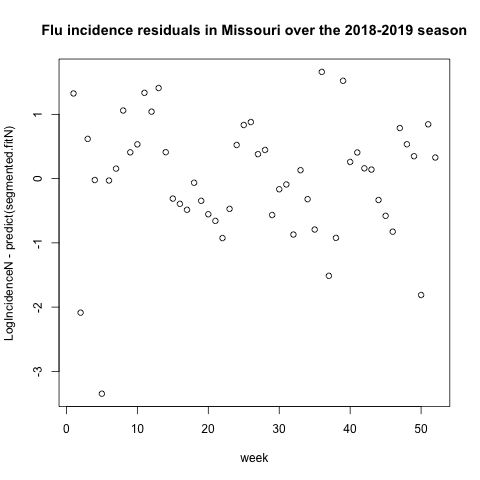 Flu incidence residuals in Missouri over the 2018-2019 season
LogIncidenceN - predict(segmented.fitN)
1
0
-1
-2
-3
0 10 20 30 40 50
week